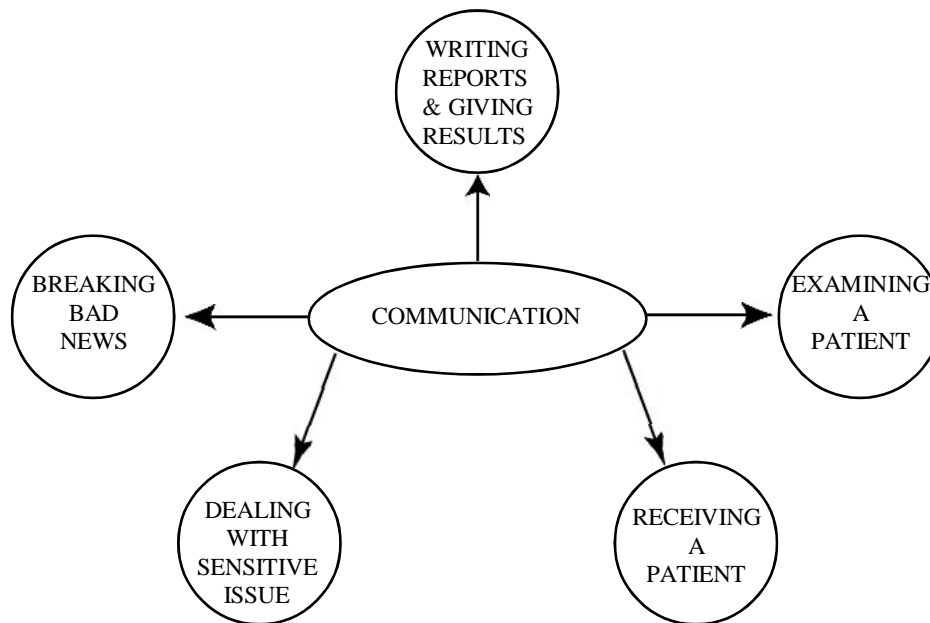 WRITING
REPORTS
& GIVING
RESULTS
BREAKING
BAD
NEWS
COMMUNICATION
EXAMINING
A
PATIENT
DEALING
WITH
SENSITIVE
ISSUE
RECEIVING
A
PATIENT